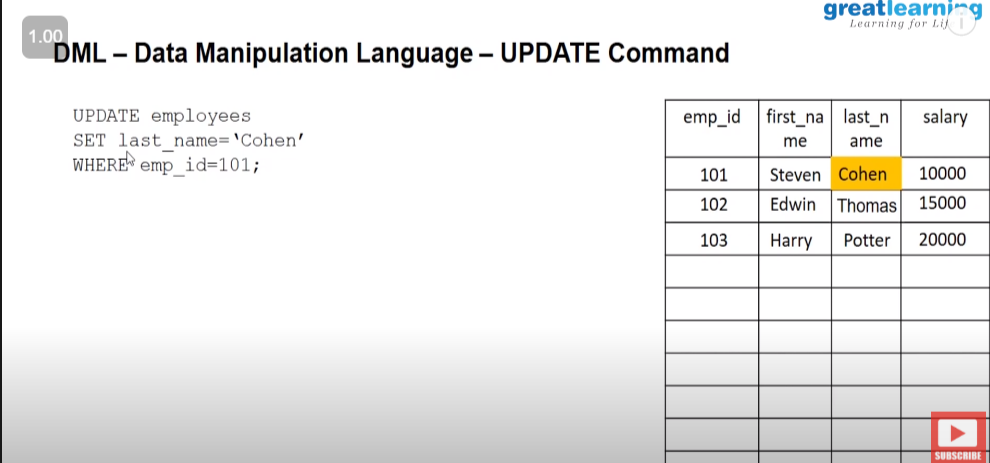 greatlearning
Learning for Lif
1.00
DML – Data Manipulation Language – UPDATE Command
UPDATE employees
SET last_name=‘Cohen’
WHERE emp_id=101;
emp_id first_na last_n salary
me ame
101 Steven Cohen 10000
102 Edwin Thomas 15000
103 Harry Potter 20000
SUBSCRIBE